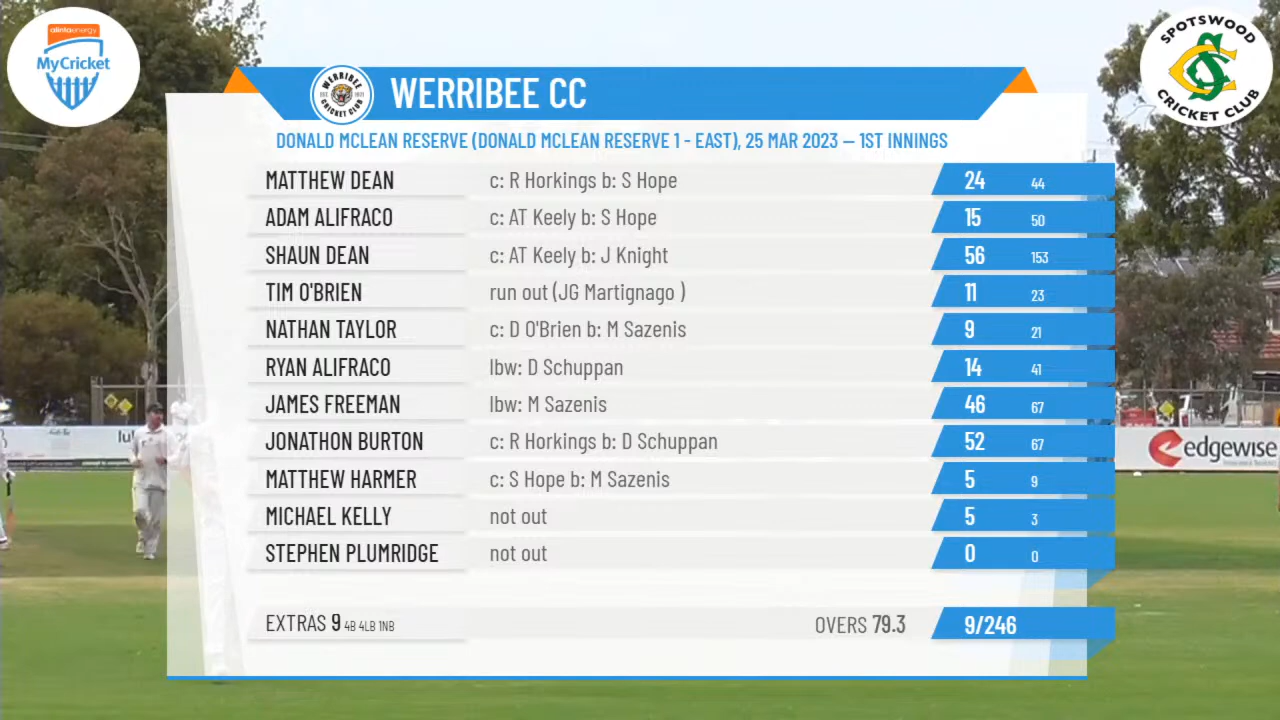 alintaenergy
MyCricket
SPOTSWOOD
CRICKET CLUB
WERRIBEE
CRICKET CLUB
WERRIBEE CC
DONALD MCLEAN RESERVE (DONALD MCLEAN RESERVE 1 - EAST), 25 MAR 2023 – 1ST INNINGS
MATTHEW DEAN c: R Horkings b: S Hope 24 44
ADAM ALIFRACO c: AT Keely b: S Hope 15 50
SHAUN DEAN c: AT Keely b: J Knight 56 153
TIM O'BRIEN run out (JG Martignago ) 11 23
NATHAN TAYLOR c: D O'Brien b: M Sazenis 9 21
RYAN ALIFRACO lbw: D Schuppan 14 41
JAMES FREEMAN lbw: M Sazenis 46 67
JONATHON BURTON c: R Horkings b: D Schuppan 52 67
MATTHEW HARMER c: S Hope b: M Sazenis 5 9
MICHAEL KELLY not out 5 3
STEPHEN PLUMRIDGE not out 0 0
EXTRAS 9 4B 4LB 1NB OVERS 79.3 9/246
edgewise